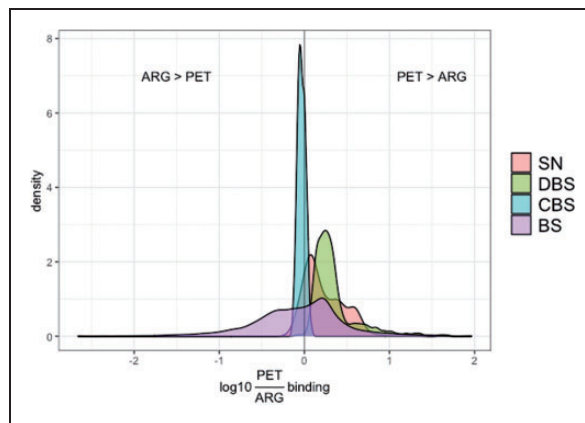 8
6
4
2
0
density
ARG > PET
PET > ARG
-2
-1
0
1
2
log10 PET/ARG binding
SN
DBS
CBS
BS